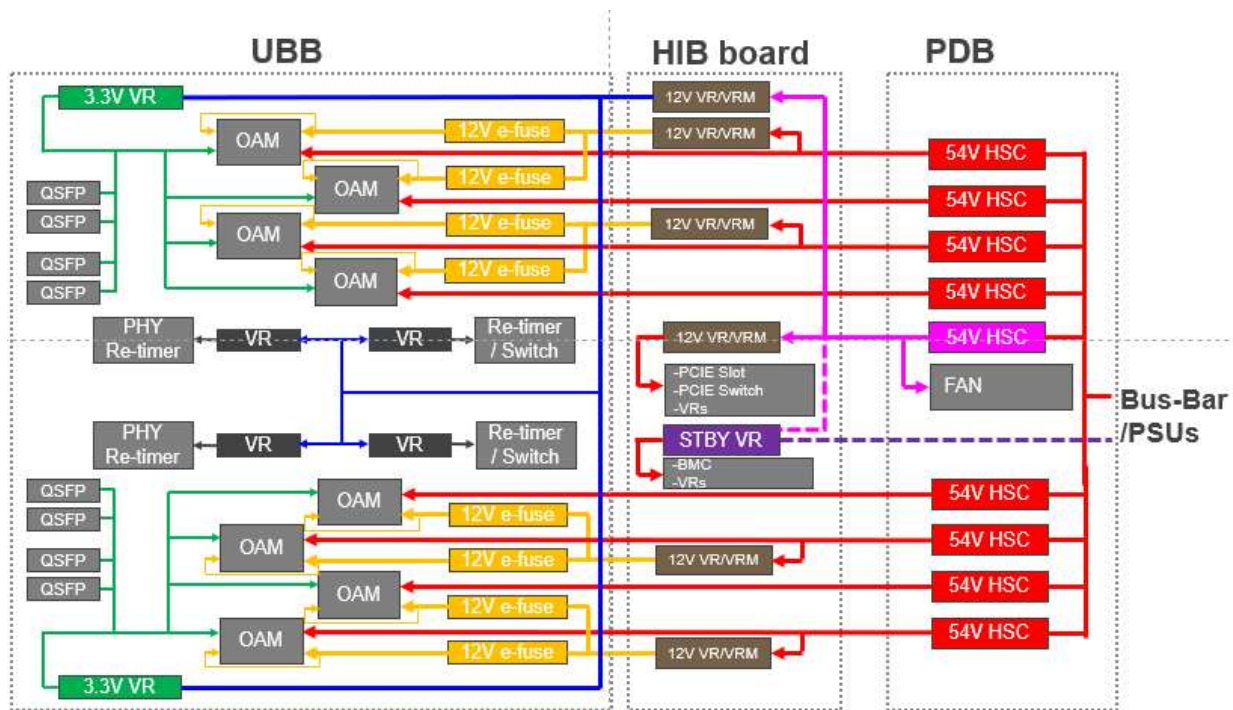 UBB
HIB board
PDB
3.3V VR
12V VR/VRM
OAM
12V e-fuse
12V VR/VRM
54V HSC
QSFP
OAM
12V e-fuse
54V HSC
QSFP
OAM
12V e-fuse
12V VR/VRM
54V HSC
QSFP
OAM
12V e-fuse
54V HSC
QSFP
PHY
Re-timer
VR
VR
Re-timer
/ Switch
12V VR/VRM
54V HSC
-PCIE Slot
-PCIE Switch
-VRs
FAN
Bus-Bar
/PSUs
PHY
Re-timer
VR
VR
Re-timer
/ Switch
STBY VR
-BMC
-VRs
QSFP
OAM
54V HSC
QSFP
12V e-fuse
OAM
54V HSC
QSFP
12V e-fuse
12V VR/VRM
QSFP
OAM
54V HSC
12V e-fuse
OAM
54V HSC
12V e-fuse
12V VR/VRM
3.3V VR